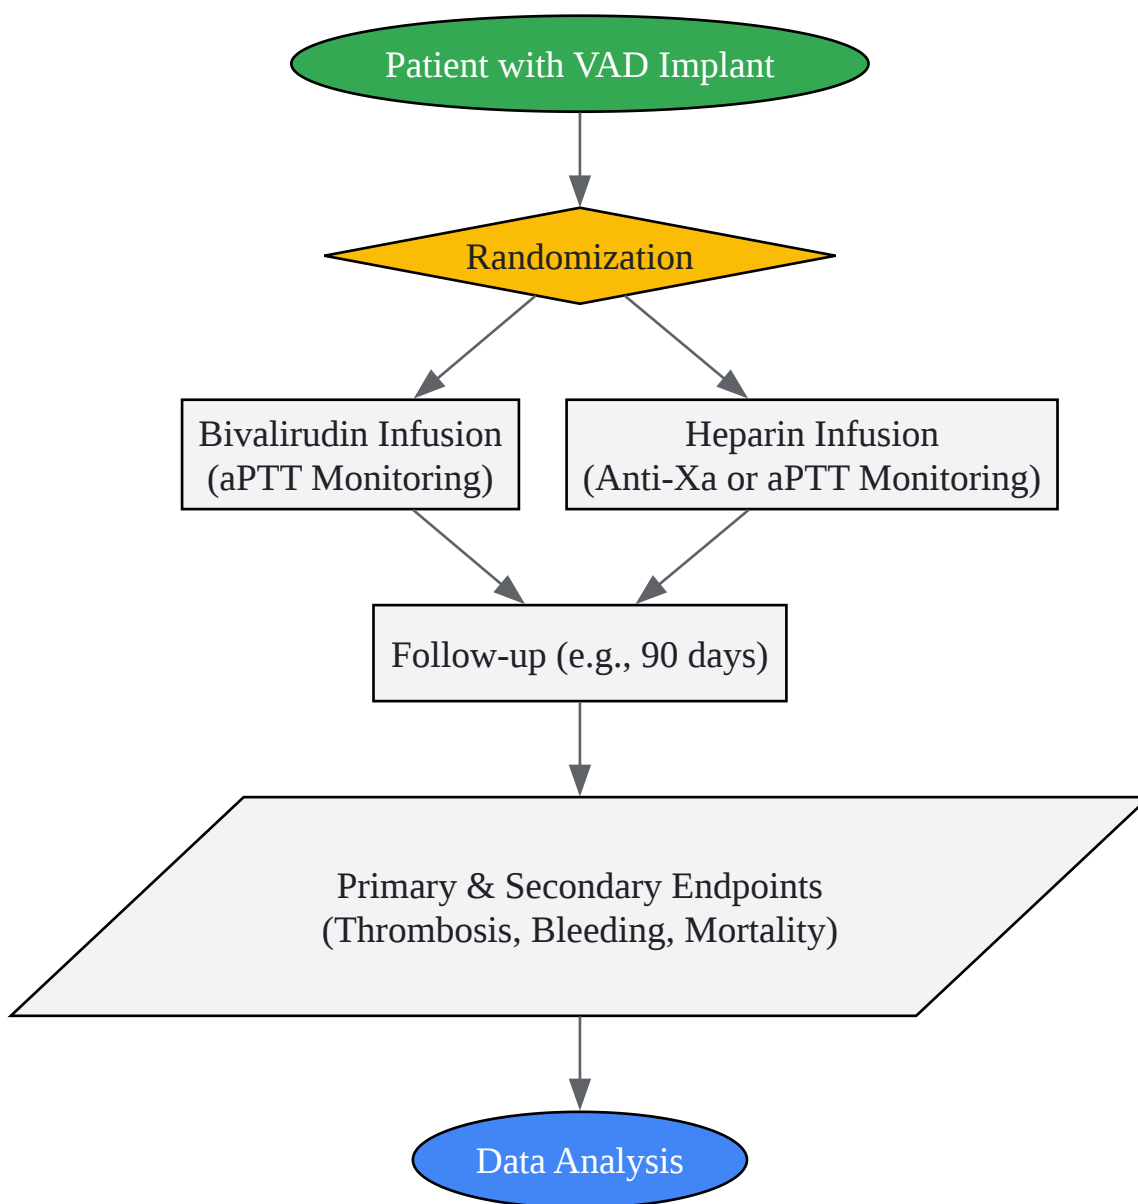 Patient with VAD Implant
Randomization
Bivalirudin Infusion
(aPTT Monitoring)
Heparin Infusion
(Anti-Xa or aPTT Monitoring)
Follow-up (e.g., 90 days)
Primary & Secondary Endpoints
(Thrombosis, Bleeding, Mortality)
Data Analysis